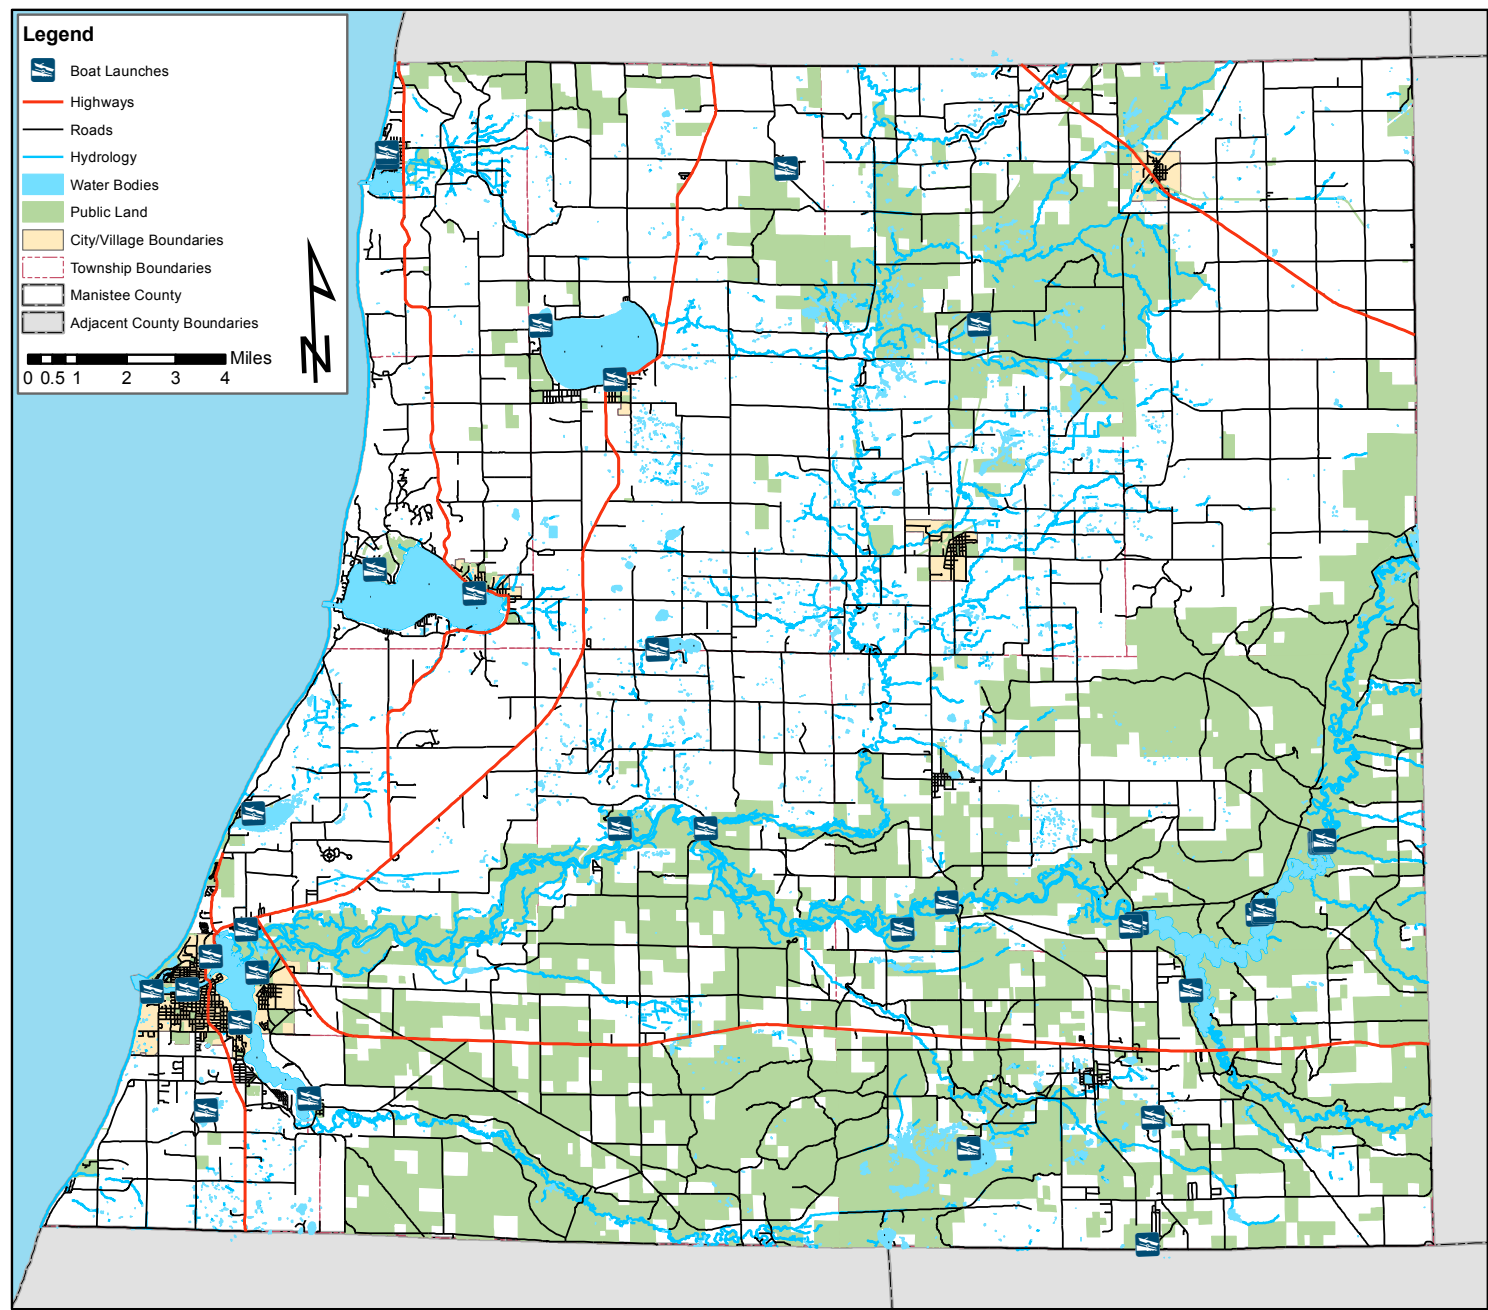 Legend
Boat Launches
Highways
Roads
Hydrology
Water Bodies
Public Land
City/Village Boundaries
Township Boundaries
Manistee County
Adjacent County Boundaries
Miles
0 0.5 1 2 3 4
N